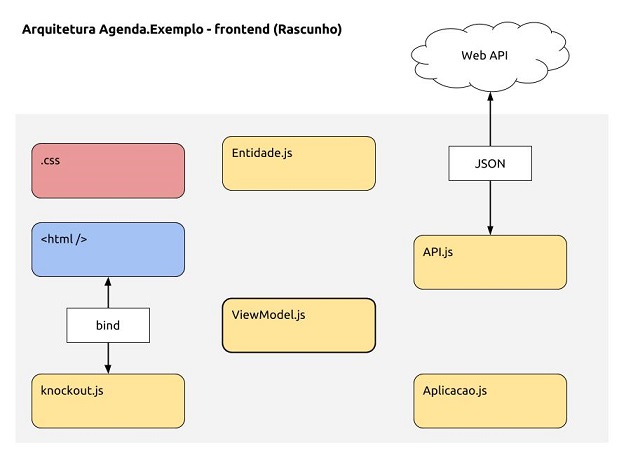 Arquitetura Agenda.Exemplo - frontend (Rascunho)
Web API
.css
Entidade.js
JSON
<html />
API.js
bind
ViewModel.js
knockout.js
Aplicacao.js